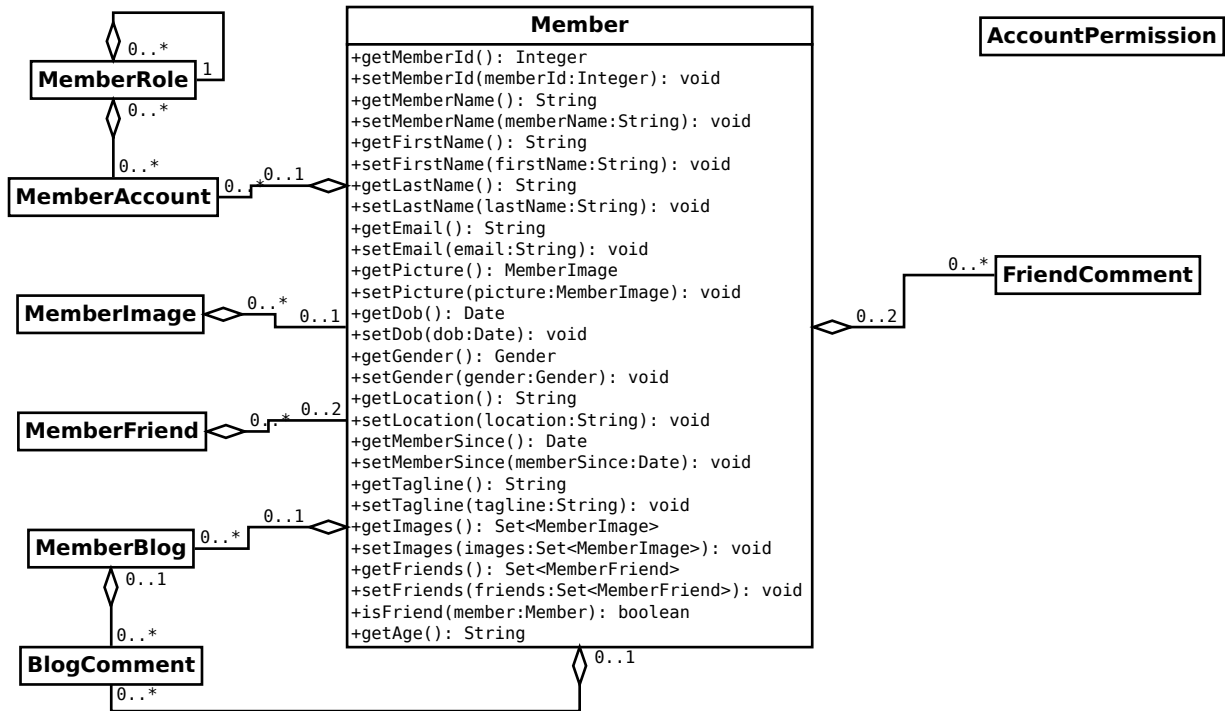 Member
+getMemberId(): Integer
+setMemberId(memberId:Integer): void
+getMemberName(): String
+setMemberName(memberName:String): void
+getFirstName(): String
+setFirstName(firstName:String): void
+getLastName(): String
+setLastName(lastName:String): void
+getEmail(): String
+setEmail(email:String): void
+getPicture(): MemberImage
+setPicture(picture:MemberImage): void
+getDob(): Date
+setDob(dob:Date): void
+getGender(): Gender
+setGender(gender:Gender): void
+getLocation(): String
+setLocation(location:String): void
+getMemberSince(): Date
+setMemberSince(memberSince:Date): void
+getTagline(): String
+setTagline(tagline:String): void
+getImages(): Set<MemberImage>
+setImages(images:Set<MemberImage>): void
+getFriends(): Set<MemberFriend>
+setFriends(friends:Set<MemberFriend>): void
+isFriend(member:Member): boolean
+getAge(): String
AccountPermission
0..*
MemberRole
1
0..*
0..*
MemberAccount
0..*
0..1
MemberImage
0..*
0..1
MemberFriend
0..*
0..2
MemberBlog
0..*
0..1
0..1
0..*
BlogComment
0..*
0..1
0..2
0..*
FriendComment